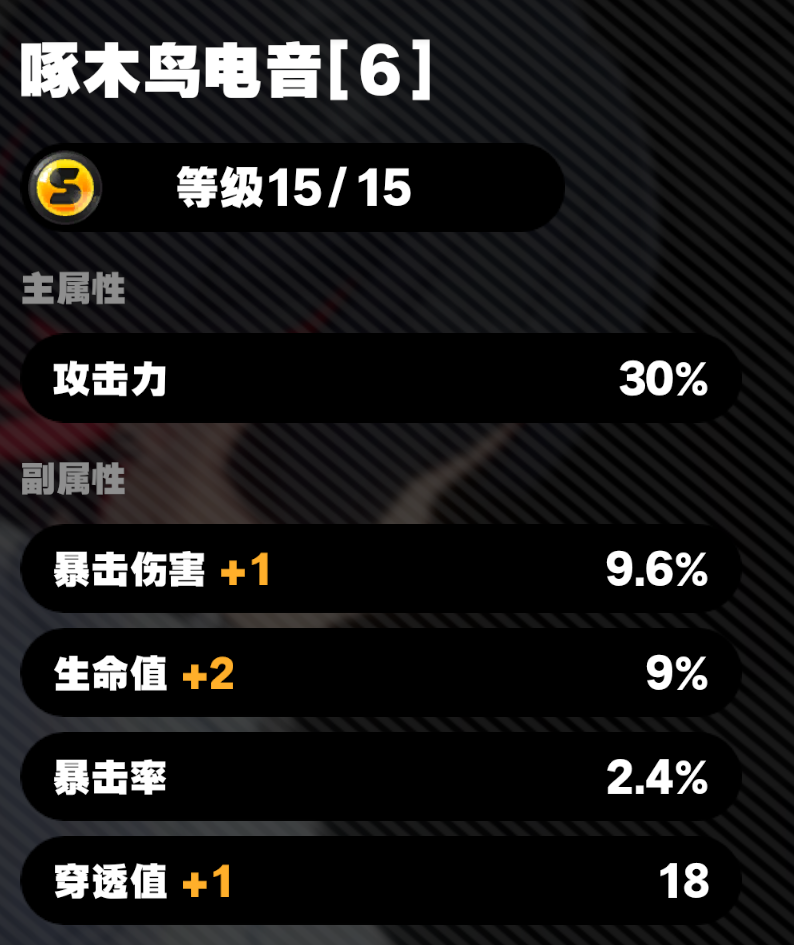 啄木鸟电音[6]
S 等级15/15
主属性
攻击力 30%
副属性
暴击伤害 +1 9.6%
生命值 +2 9%
暴击率 2.4%
穿透值 +1 18